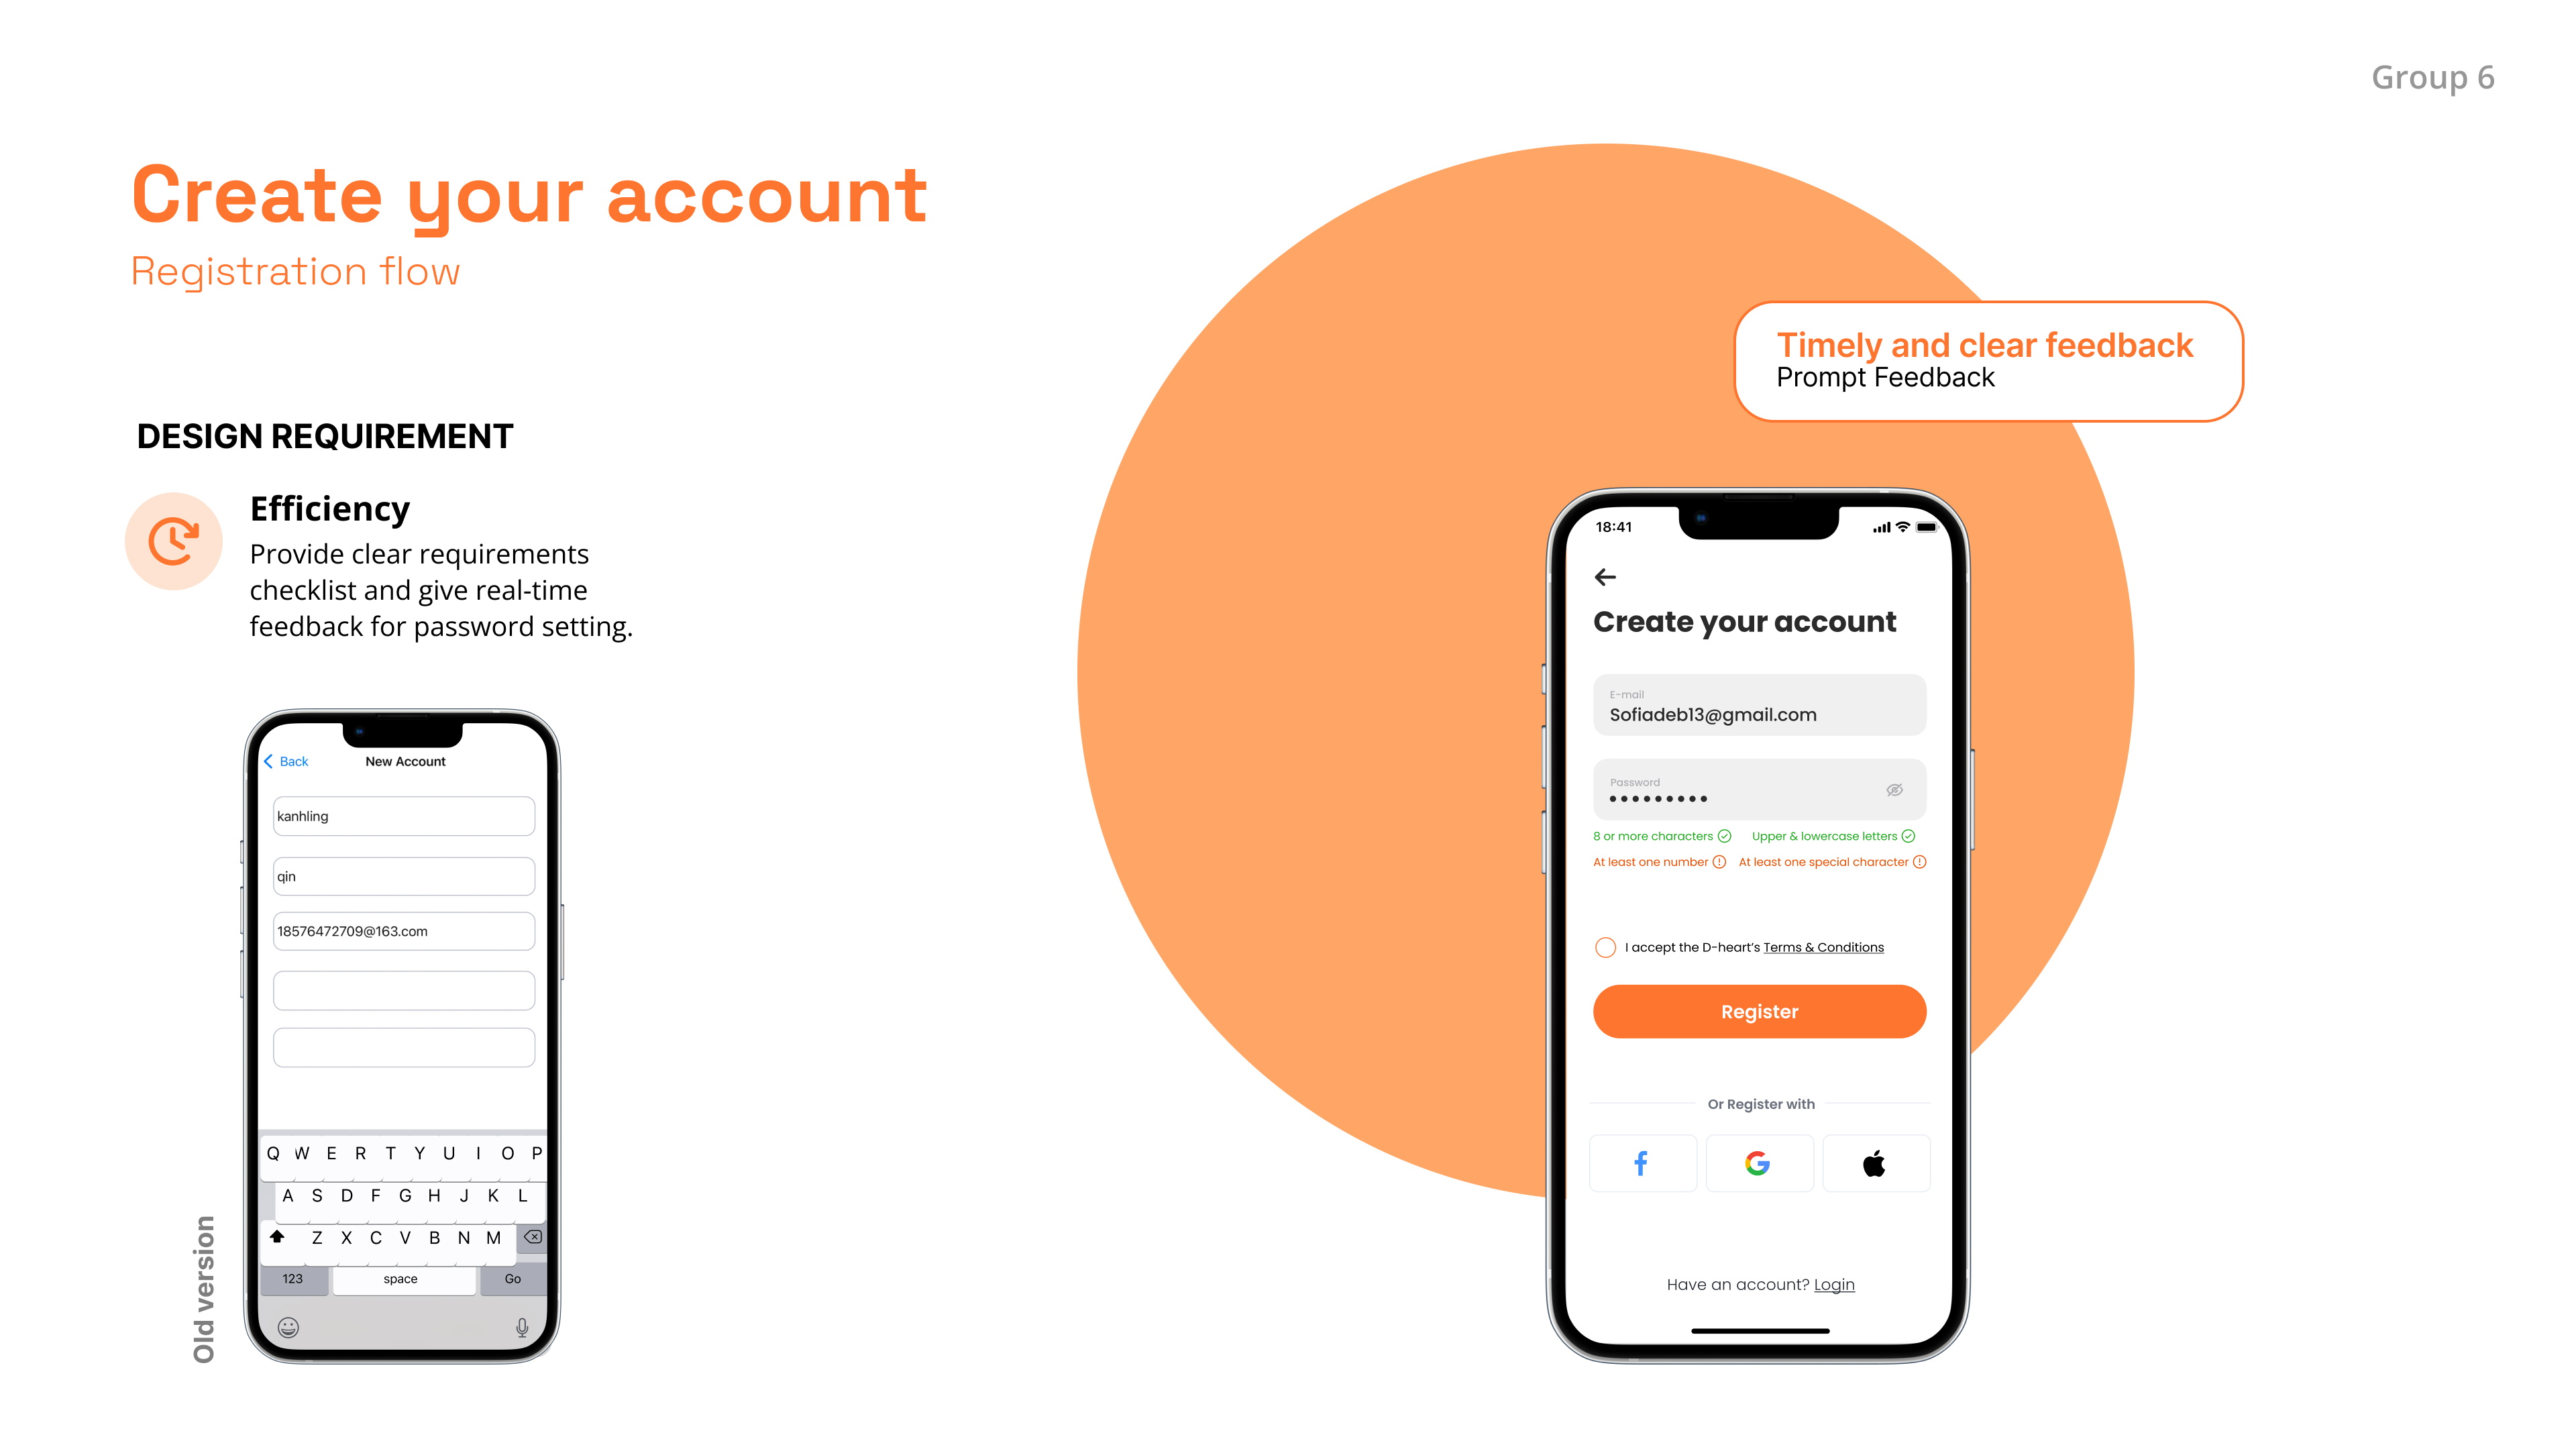 Group 6
Create your account
Registration flow
DESIGN REQUIREMENT
Efficiency
Provide clear requirements
checklist and give real-time
feedback for password setting.
Old version
Back
New Account
kanhling
qin
18576472709@163.com
Q W E R T Y U I O P
A S D F G H J K L
Z X C V B N M
123 space Go
Timely and clear feedback
Prompt Feedback
18:41
Create your account
E-mail
Sofiadeb13@gmail.com
Password
8 or more characters
Upper & lowercase letters
At least one number
At least one special character
I accept the D-heart's Terms & Conditions
Register
Or Register with
Have an account? Login